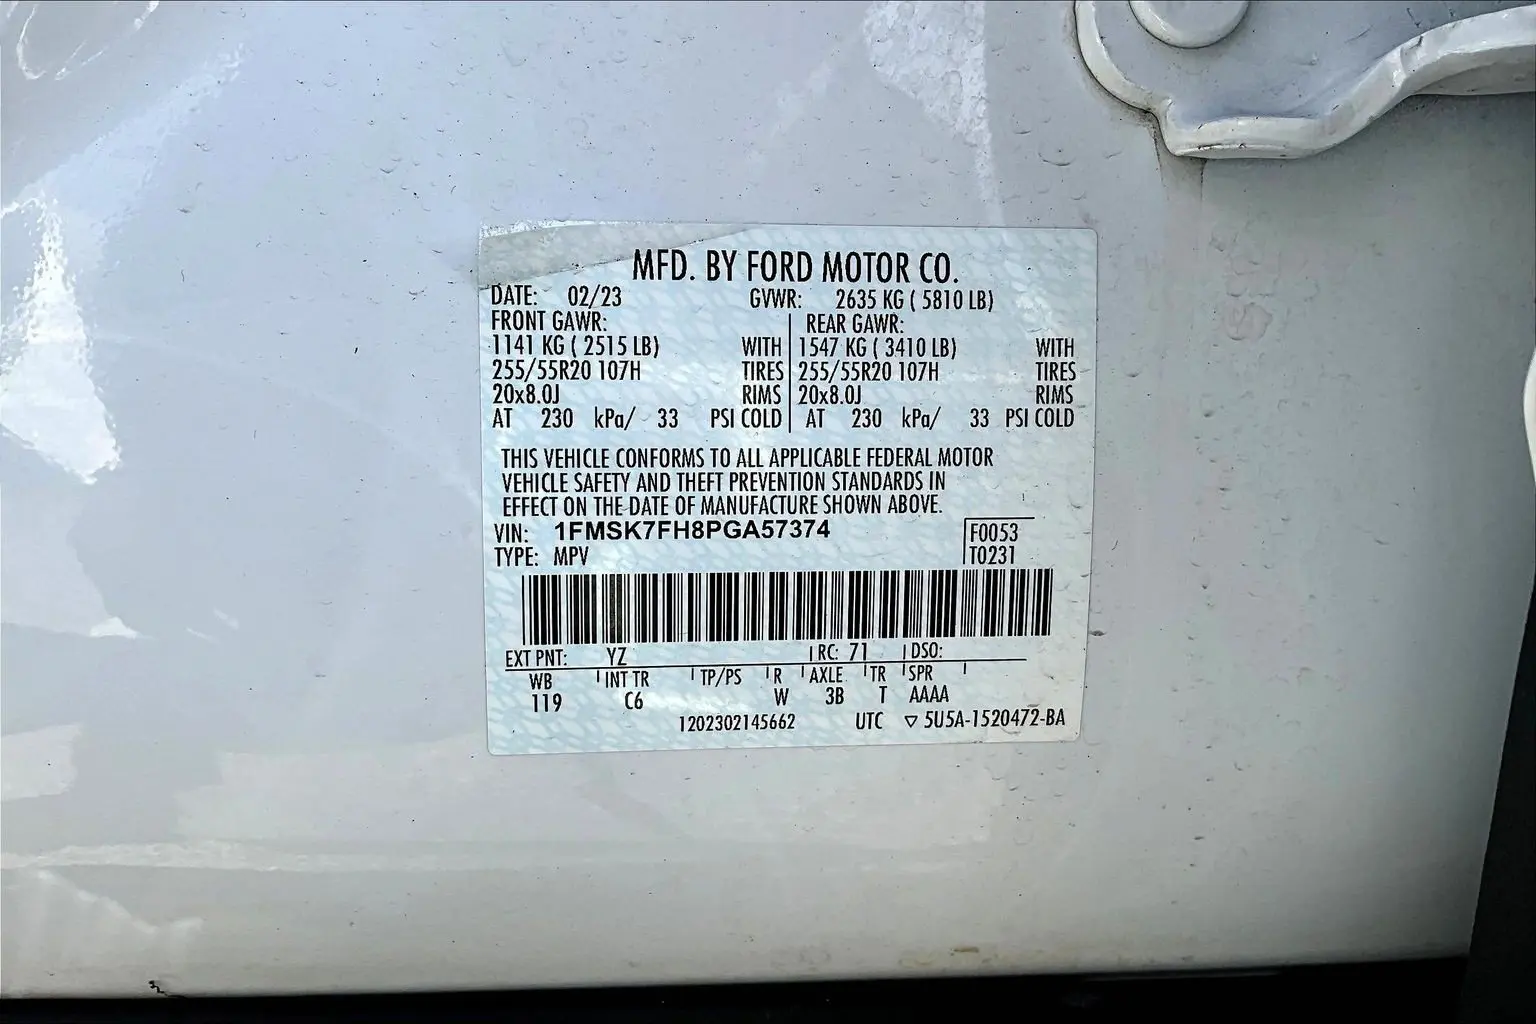 MFD. BY FORD MOTOR CO.
DATE: 02/23 GVWR: 2635 KG ( 5810 LB)
FRONT GAWR: REAR GAWR:
1141 KG ( 2515 LB) WITH 1547 KG ( 3410 LB) WITH
255/55R20 107H TIRES 255/55R20 107H TIRES
20x8.0J RIMS 20x8.0J RIMS
AT 230 kPa/ 33 PSI COLD AT 230 kPa/ 33 PSI COLD
THIS VEHICLE CONFORMS TO ALL APPLICABLE FEDERAL MOTOR
VEHICLE SAFETY AND THEFT PREVENTION STANDARDS IN
EFFECT ON THE DATE OF MANUFACTURE SHOWN ABOVE.
VIN: 1FMSK7FH8PGA57374 F0053
TYPE: MPV T0231
EXT PNT: YZ RC: 71 DSO:
WB INT TR TP/PS R AXLE TR SPR
119 C6 W 3B T AAAA
1202302145662 UTC ▽ 5U5A-1520472-BA